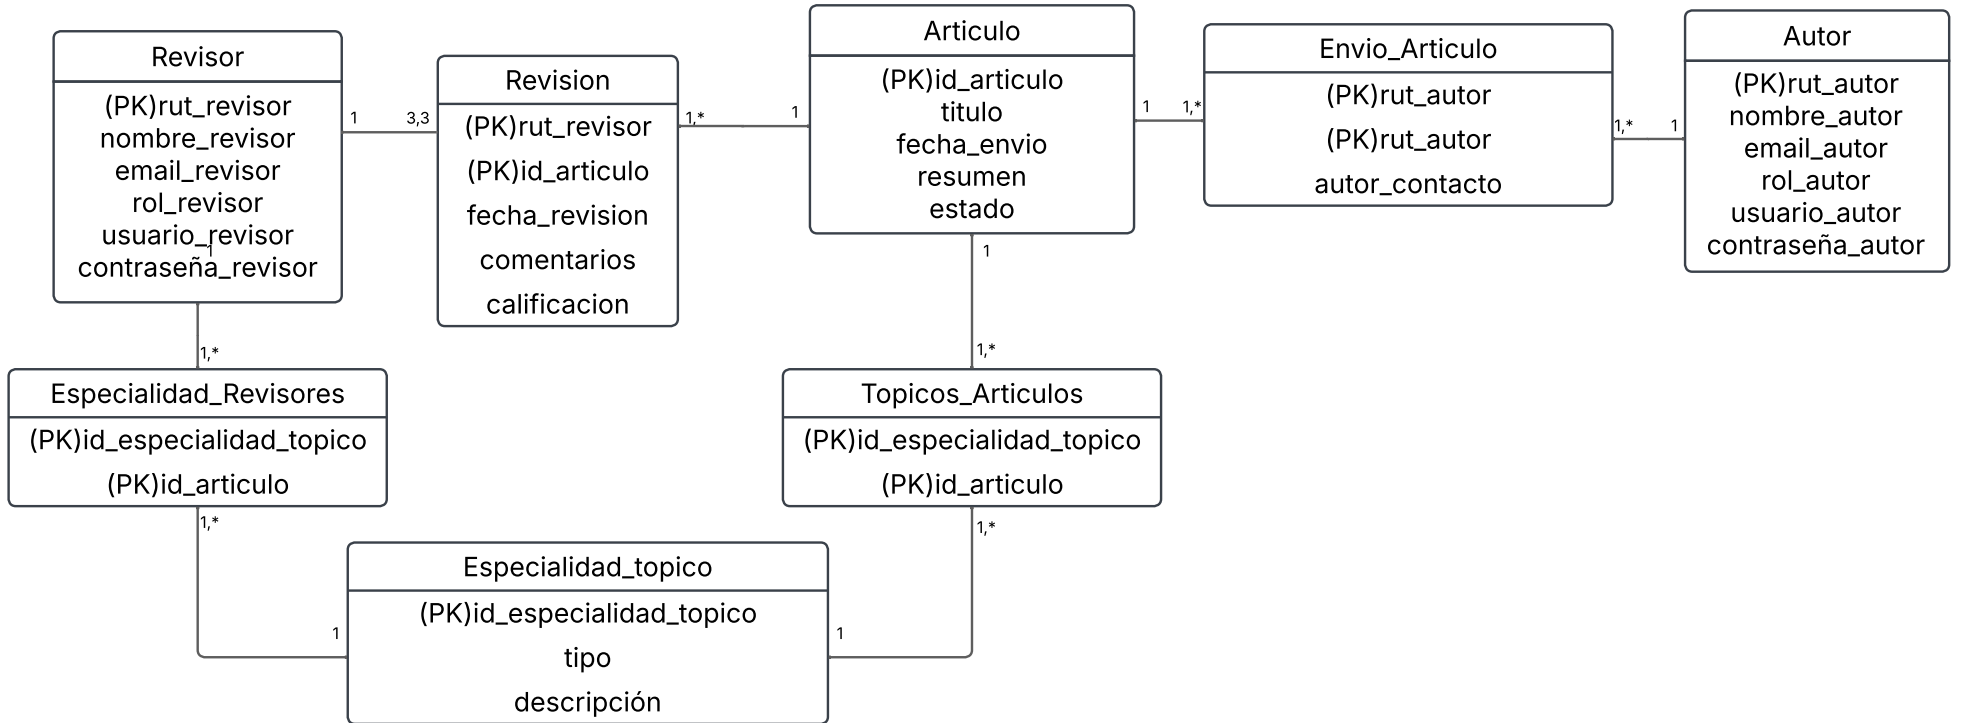 Revisor
(PK)rut_revisor
nombre_revisor
email_revisor
rol_revisor
usuario_revisor
1
contraseña_revisor
1
3,3
Revision
(PK)rut_revisor
(PK)id_articulo
fecha_revision
comentarios
calificacion
1,*
1
Articulo
(PK)id_articulo
titulo
fecha_envio
resumen
estado
1
1,*
Envio_Articulo
(PK)rut_autor
(PK)rut_autor
autor_contacto
1,*
1
Autor
(PK)rut_autor
nombre_autor
email_autor
rol_autor
usuario_autor
contraseña_autor
1,*
Especialidad_Revisores
(PK)id_especialidad_topico
(PK)id_articulo
1,*
1
1,*
Topicos_Articulos
(PK)id_especialidad_topico
(PK)id_articulo
1,*
1
Especialidad_topico
(PK)id_especialidad_topico
tipo
descripción
1